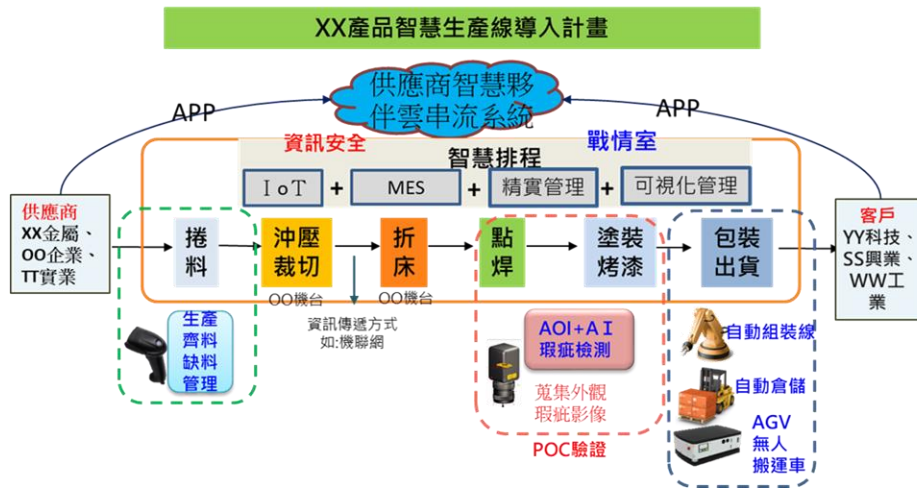 XX產品智慧生產線導入計畫
供應商智慧夥
伴雲串流系統
APP
APP
資訊安全
戰情室
智慧排程
IoT
+
MES
+
精實管理
+
可視化管理
供應商
XX金屬、
OO企業、
TT實業
捲
料
沖壓
裁切
折
床
點
焊
塗裝
烤漆
包裝
出貨
客戶
YY科技、
SS興業、
WW工
業
OO機台
OO機台
資訊傳遞方式
如:機聯網
生產
齊料
缺料
管理
AOI+AI
瑕疵檢測
蒐集外觀
瑕疵影像
POC驗證
自動組裝線
自動倉儲
AGV
無人
搬運車